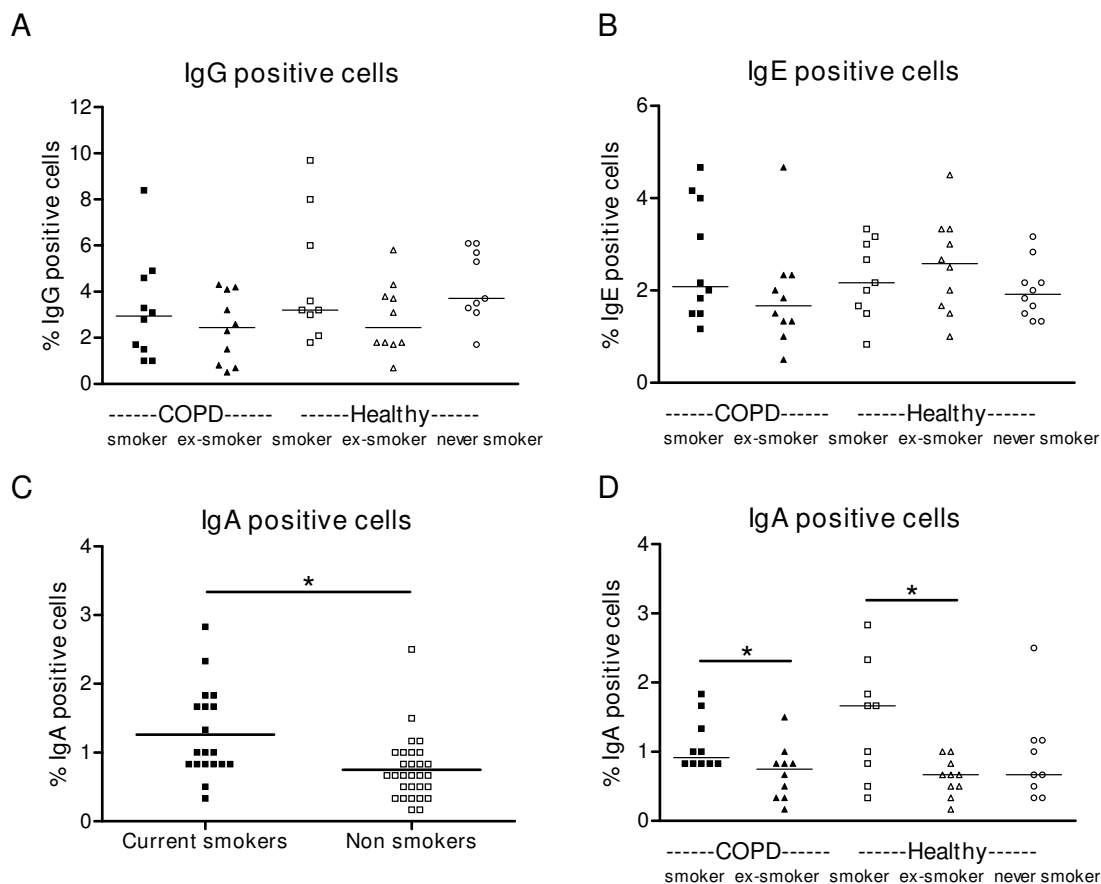 A
IgG positive cells
12
10
8
6
4
2
0
% IgG positive cells
------COPD------ ------Healthy------
smoker ex-smoker smoker ex-smoker never smoker
B
IgE positive cells
6
4
2
0
% IgE positive cells
------COPD------ ------Healthy------
smoker ex-smoker smoker ex-smoker never smoker
C
IgA positive cells
4
3
2
1
0
% IgA positive cells
*
Current smokers Non smokers
D
IgA positive cells
4
3
2
1
0
% IgA positive cells
*
*
------COPD------ ------Healthy------
smoker ex-smoker smoker ex-smoker never smoker